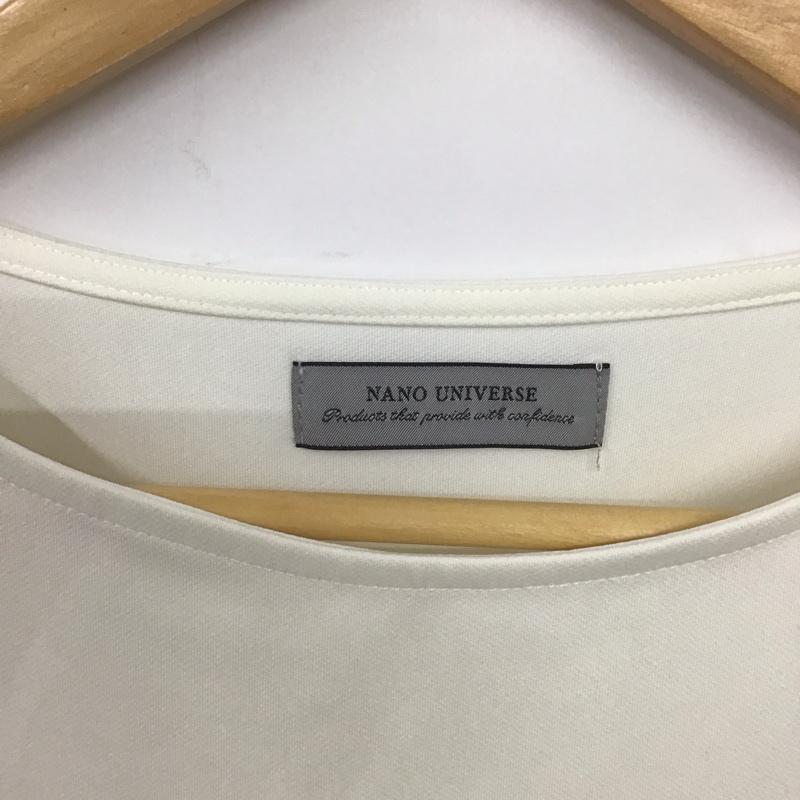 NANO UNIVERSE
Products that provide with confidence